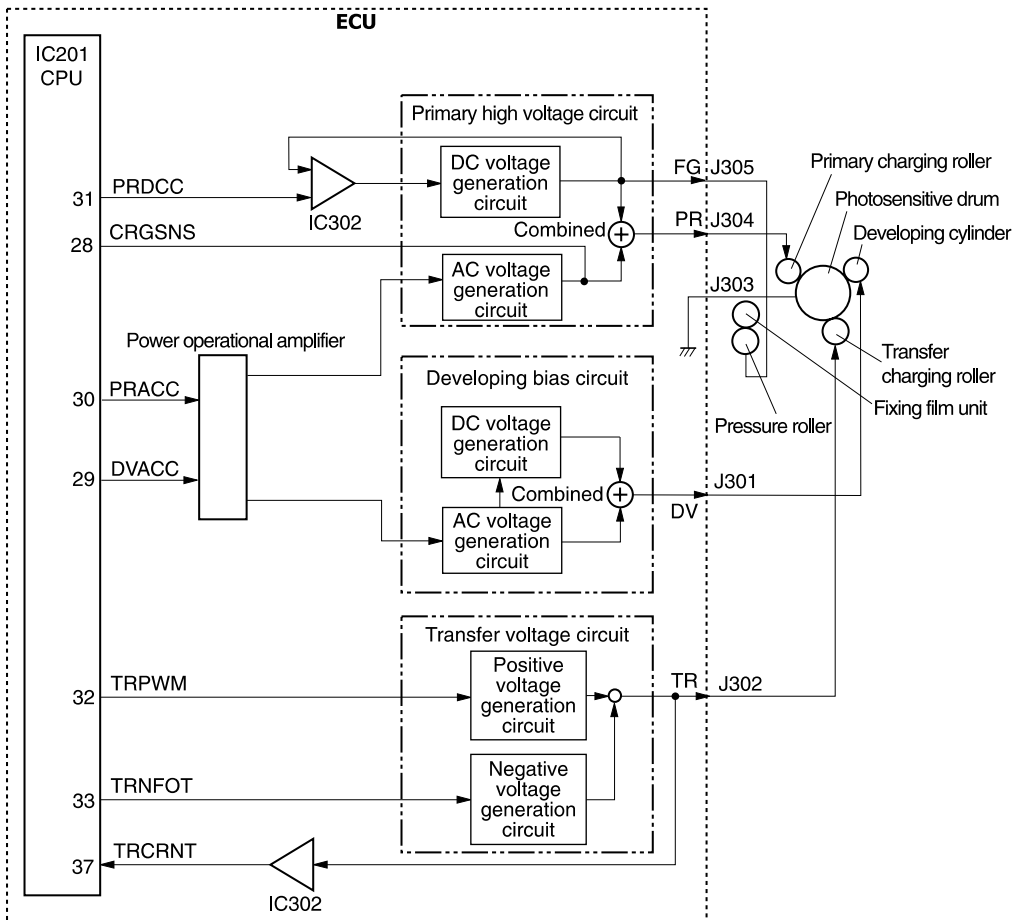 ECU
IC201
CPU
Primary high voltage circuit
DC voltage
generation
circuit
FG
J305
Primary charging roller
Photosensitive drum
31
PRDCC
IC302
Combined
PR
J304
Developing cylinder
28
CRGSNS
AC voltage
generation
circuit
J303
Power operational amplifier
Transfer
charging roller
Developing bias circuit
Fixing film unit
30
PRACC
DC voltage
generation
circuit
Pressure roller
29
DVACC
Combined
J301
DV
AC voltage
generation
circuit
Transfer voltage circuit
Positive
voltage
generation
circuit
TR
J302
32
TRPWM
Negative
voltage
generation
circuit
33
TRNFOT
37
TRCRNT
IC302